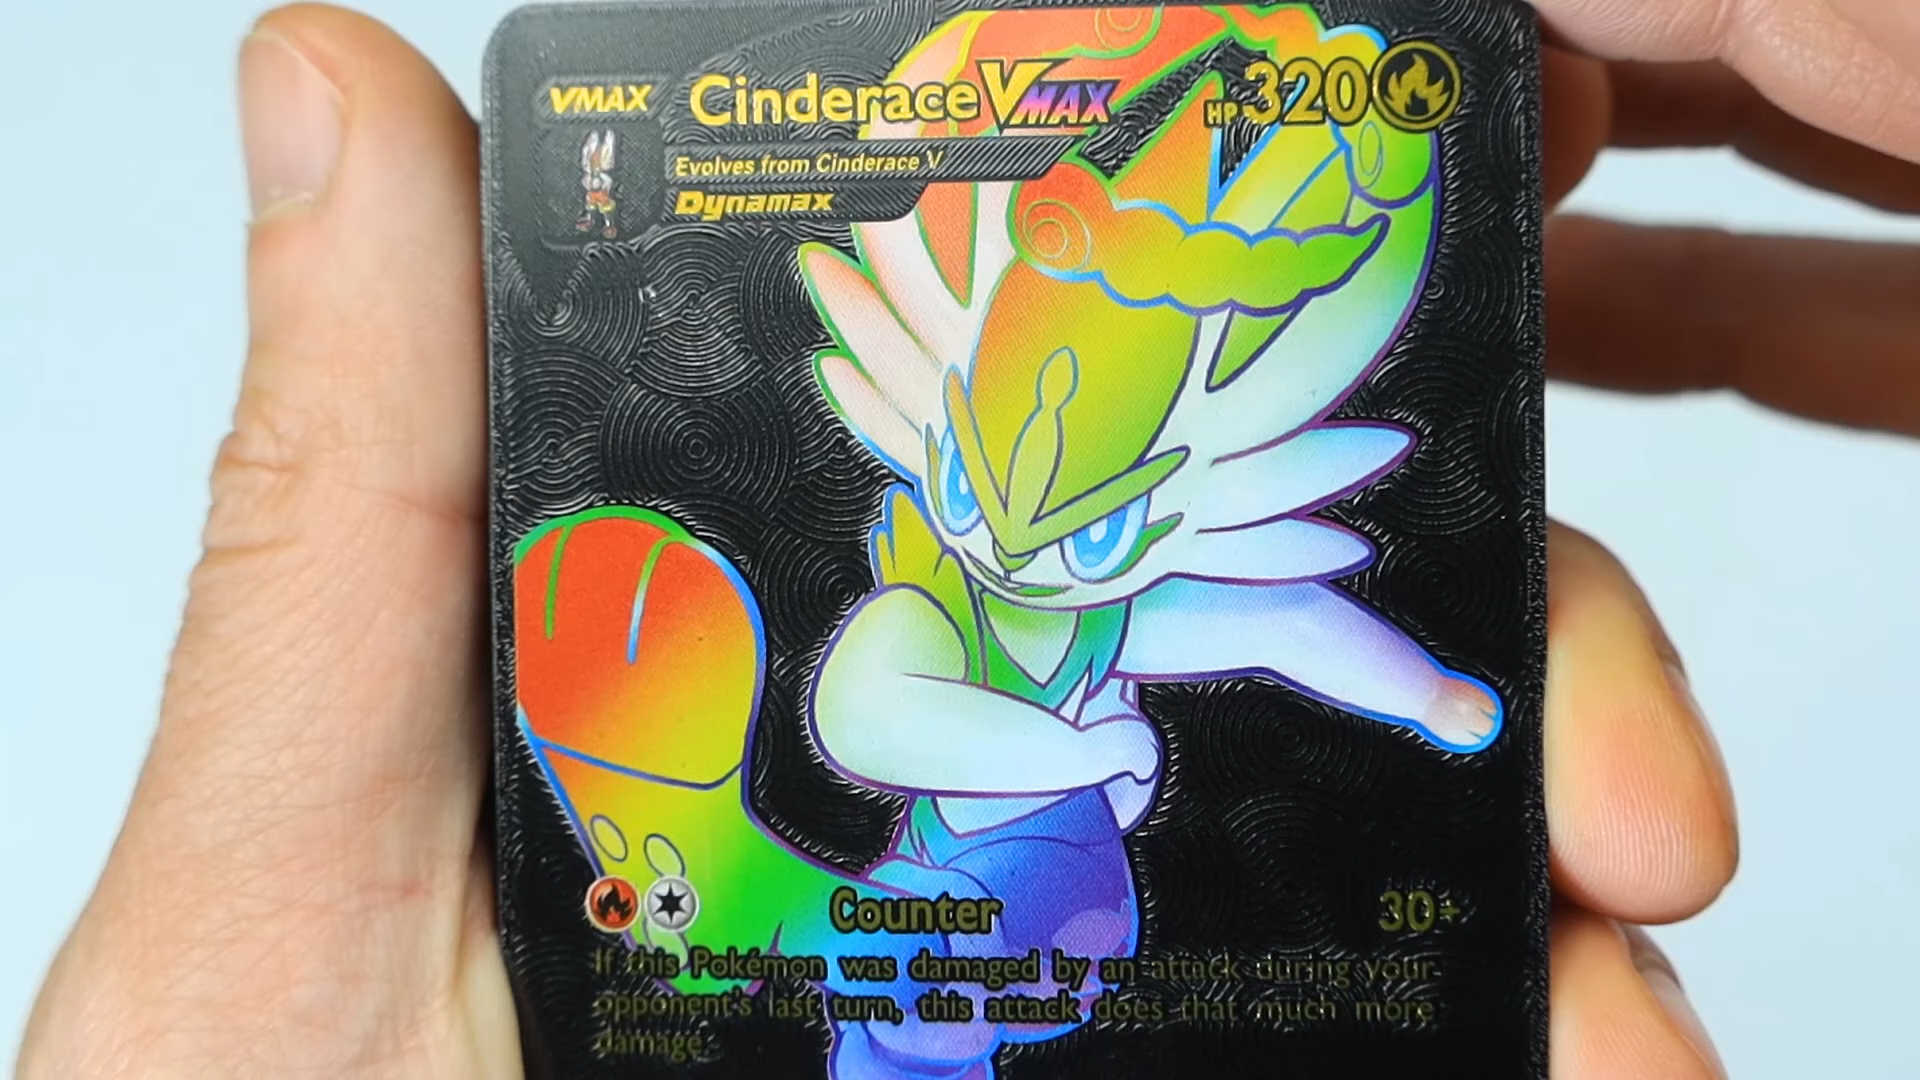 VMAX Cinderace VMAX HP 320
Evolves from Cinderace V
Dynamax
Counter 30+
If this Pokémon was damaged by an attack during your
opponent's last turn, this attack does that much more
damage.